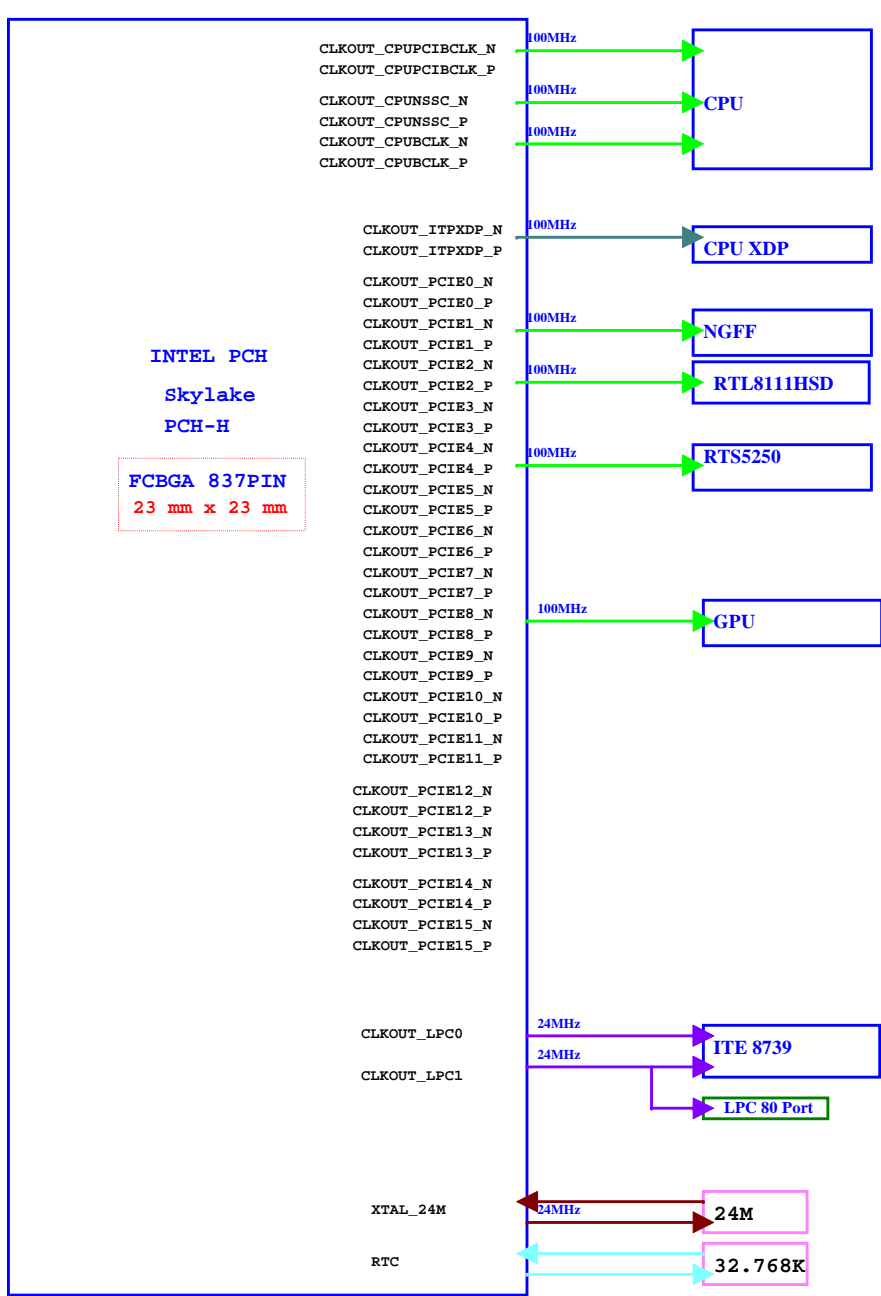 CLKOUT_CPUPCIBCLK_N 100MHz
CLKOUT_CPUPCIBCLK_P
CLKOUT_CPUNSSC_N 100MHz CPU
CLKOUT_CPUNSSC_P
CLKOUT_CPUBCLK_N 100MHz
CLKOUT_CPUBCLK_P
CLKOUT_ITPXDP_N 100MHz
CLKOUT_ITPXDP_P CPU XDP
CLKOUT_PCIE0_N
CLKOUT_PCIE0_P
CLKOUT_PCIE1_N 100MHz NGFF
CLKOUT_PCIE1_P
INTEL PCH
CLKOUT_PCIE2_N 100MHz
CLKOUT_PCIE2_P RTL8111HSD
Skylake
CLKOUT_PCIE3_N
CLKOUT_PCIE3_P
PCH-H
CLKOUT_PCIE4_N 100MHz RTS5250
CLKOUT_PCIE4_P
FCBGA 837PIN
CLKOUT_PCIE5_N
23 mm x 23 mm
CLKOUT_PCIE5_P
CLKOUT_PCIE6_N
CLKOUT_PCIE6_P
CLKOUT_PCIE7_N
CLKOUT_PCIE7_P
CLKOUT_PCIE8_N 100MHz GPU
CLKOUT_PCIE8_P
CLKOUT_PCIE9_N
CLKOUT_PCIE9_P
CLKOUT_PCIE10_N
CLKOUT_PCIE10_P
CLKOUT_PCIE11_N
CLKOUT_PCIE11_P
CLKOUT_PCIE12_N
CLKOUT_PCIE12_P
CLKOUT_PCIE13_N
CLKOUT_PCIE13_P
CLKOUT_PCIE14_N
CLKOUT_PCIE14_P
CLKOUT_PCIE15_N
CLKOUT_PCIE15_P
CLKOUT_LPC0 24MHz
ITE 8739
CLKOUT_LPC1 24MHz
LPC 80 Port
XTAL_24M 24MHz 24M
RTC 32.768K